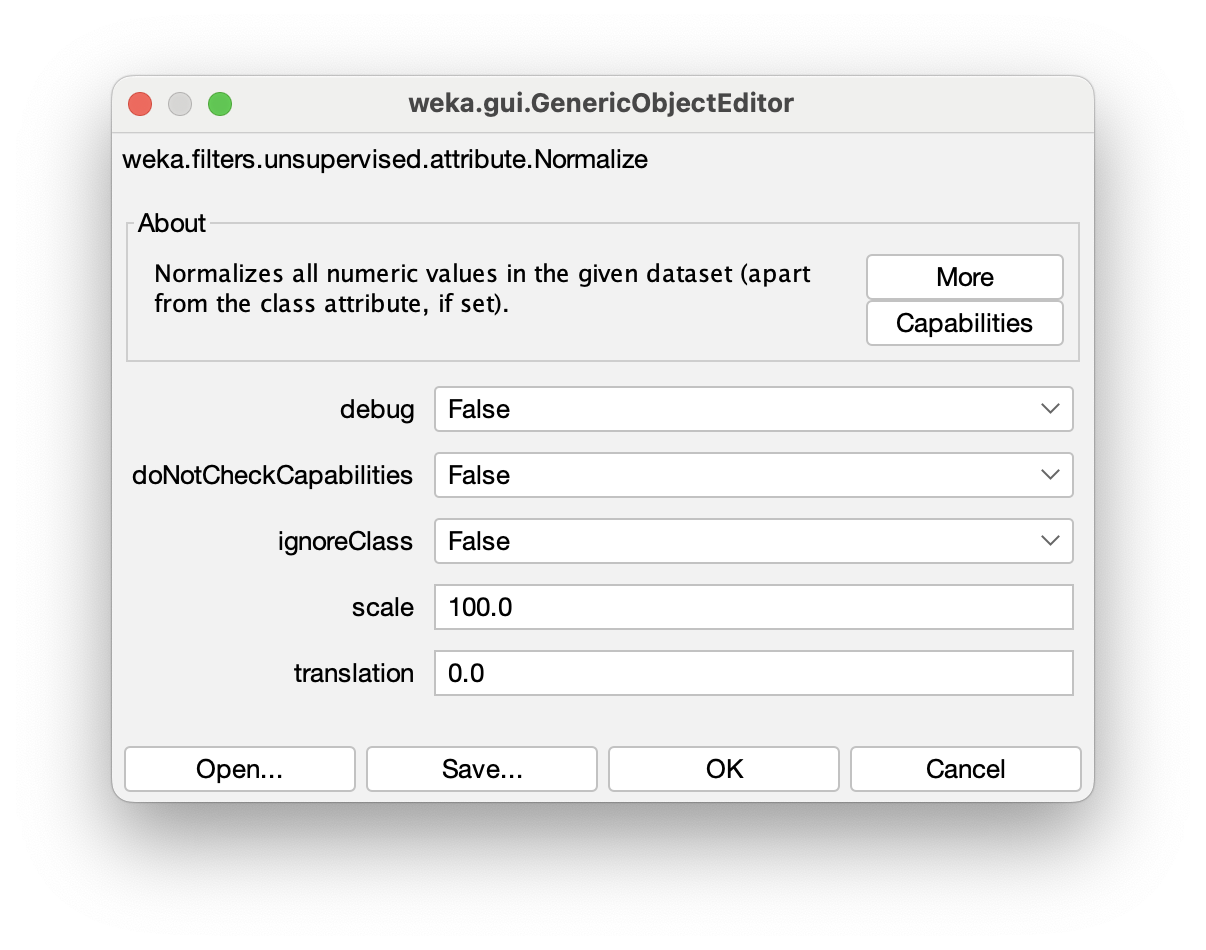 weka.gui.GenericObjectEditor
weka.filters.unsupervised.attribute.Normalize
About
Normalizes all numeric values in the given dataset (apart
from the class attribute, if set).
More
Capabilities
debug False
doNotCheckCapabilities False
ignoreClass False
scale 100.0
translation 0.0
Open... Save... OK Cancel